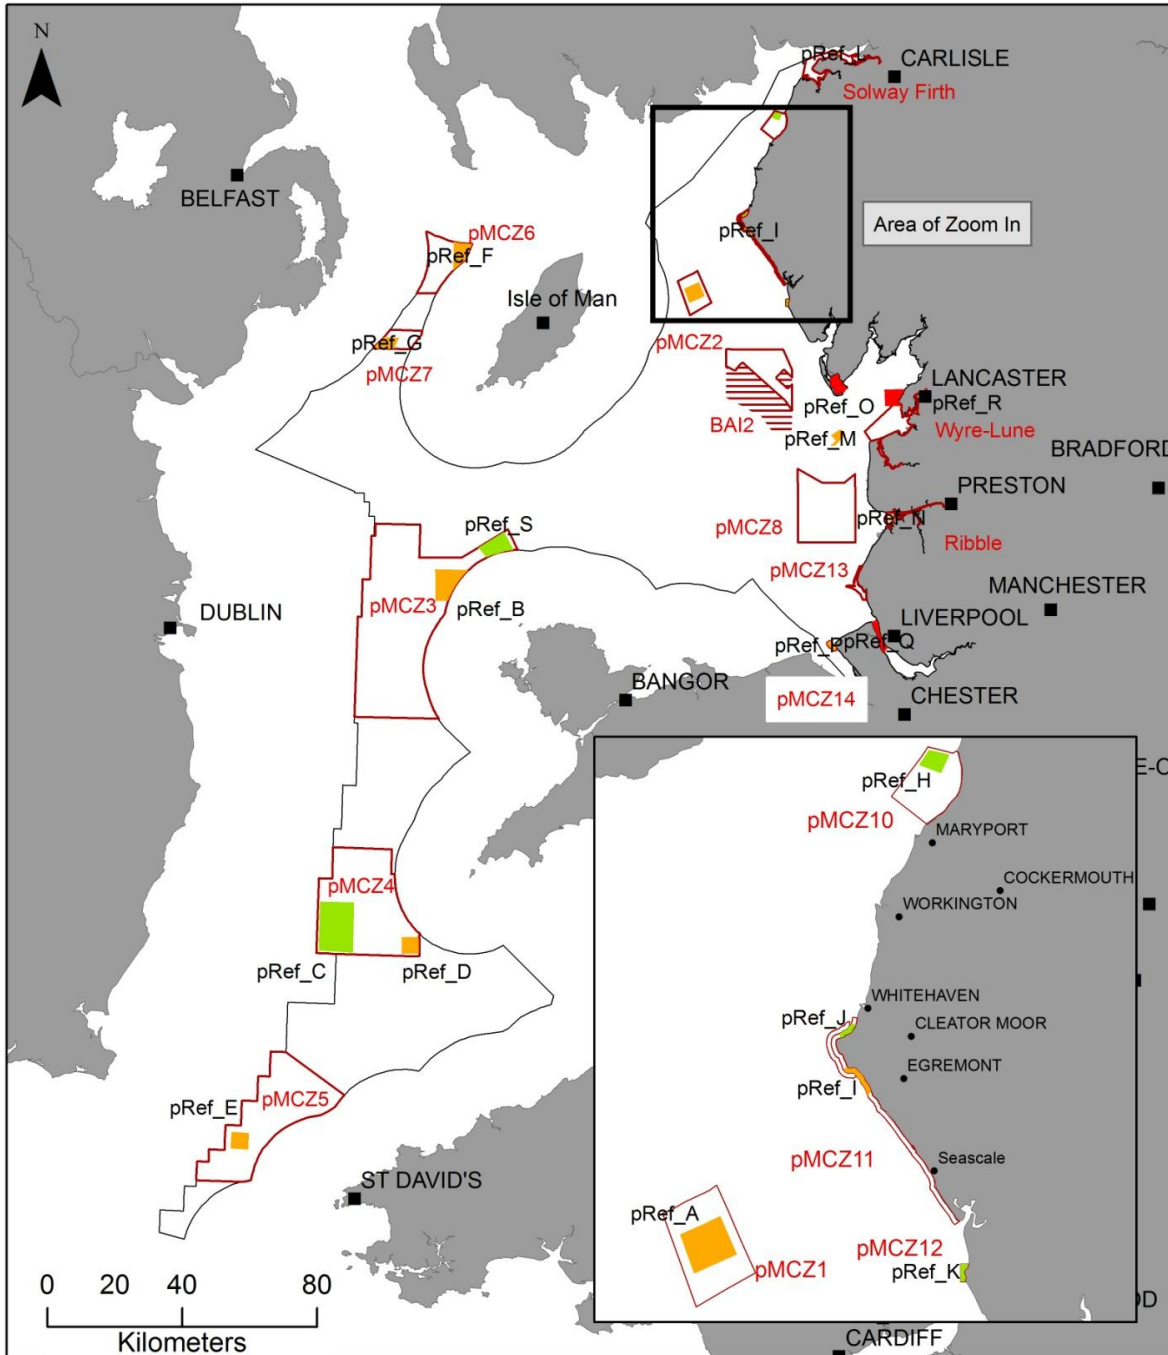 N
pRef_L
CARLISLE
Solway Firth
BELFAST
Area of Zoom In
pMCZ6
pRef_F
pRef_I
Isle of Man
pRef_G
pMCZ7
pMCZ2
LANCASTER
pRef_O
pRef_R
BAI2
Wyre-Lune
pRef_M
BRADFORD
PRESTON
pMCZ8
pRef_S
pRef_N
Ribble
pMCZ13
pMCZ3
pRef_B
MANCHESTER
DUBLIN
LIVERPOOL
pRef_P
pRef_Q
BANGOR
pMCZ14
CHESTER
E-O
pRef_H
pMCZ10
MARYPORT
COCKERMOUTH
pMCZ4
WORKINGTON
pRef_C
pRef_D
WHITEHAVEN
pRef_J
CLEATOR MOOR
EGREMONT
pRef_I
pMCZ5
pRef_E
pMCZ11
Seascale
ST DAVID'S
pRef_A
pMCZ12
pMCZ1
pRef_K
0 20 40 80
Kilometers
CARDIFF